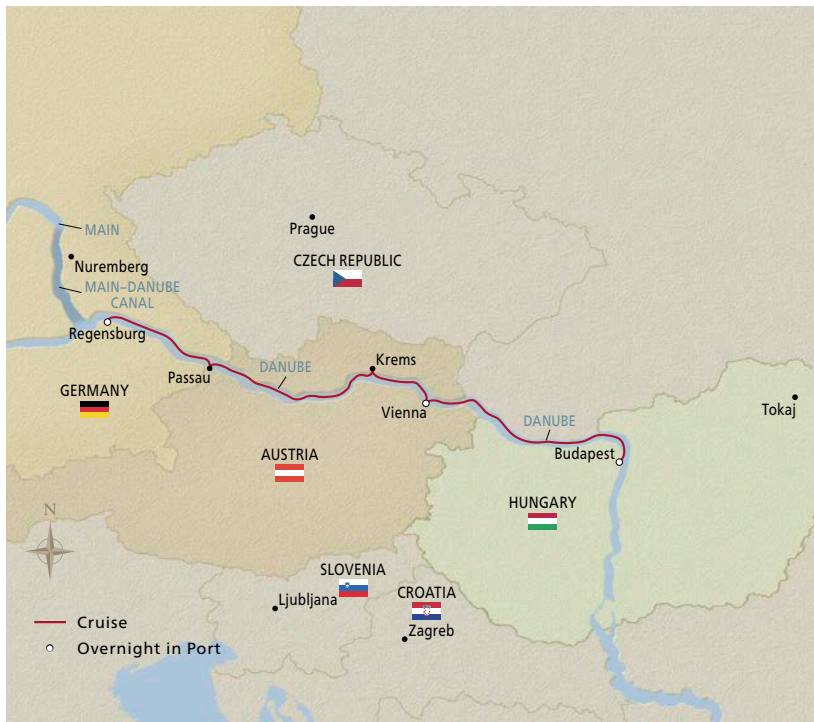 Prague
MAIN
CZECH REPUBLIC
Nuremberg
MAIN–DANUBE
CANAL
Regensburg
Krems
DANUBE
Passau
GERMANY
Vienna
Tokaj
DANUBE
Budapest
AUSTRIA
HUNGARY
N
SLOVENIA
CROATIA
Ljubljana
Cruise
Zagreb
Overnight in Port